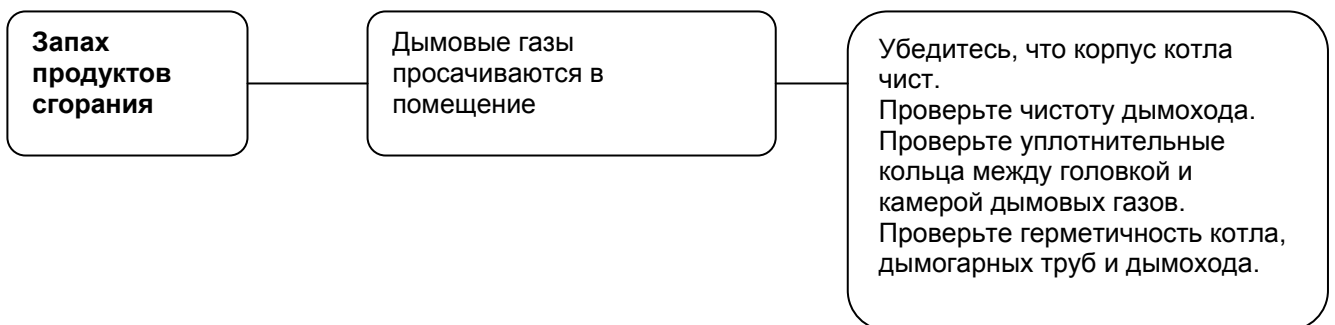 Запах
продуктов
сгорания
Дымовые газы
просачиваются в
помещение
Убедитесь, что корпус котла
чист.
Проверьте чистоту дымохода.
Проверьте уплотнительные
кольца между головкой и
камерой дымовых газов.
Проверьте герметичность котла,
дымогарных труб и дымохода.